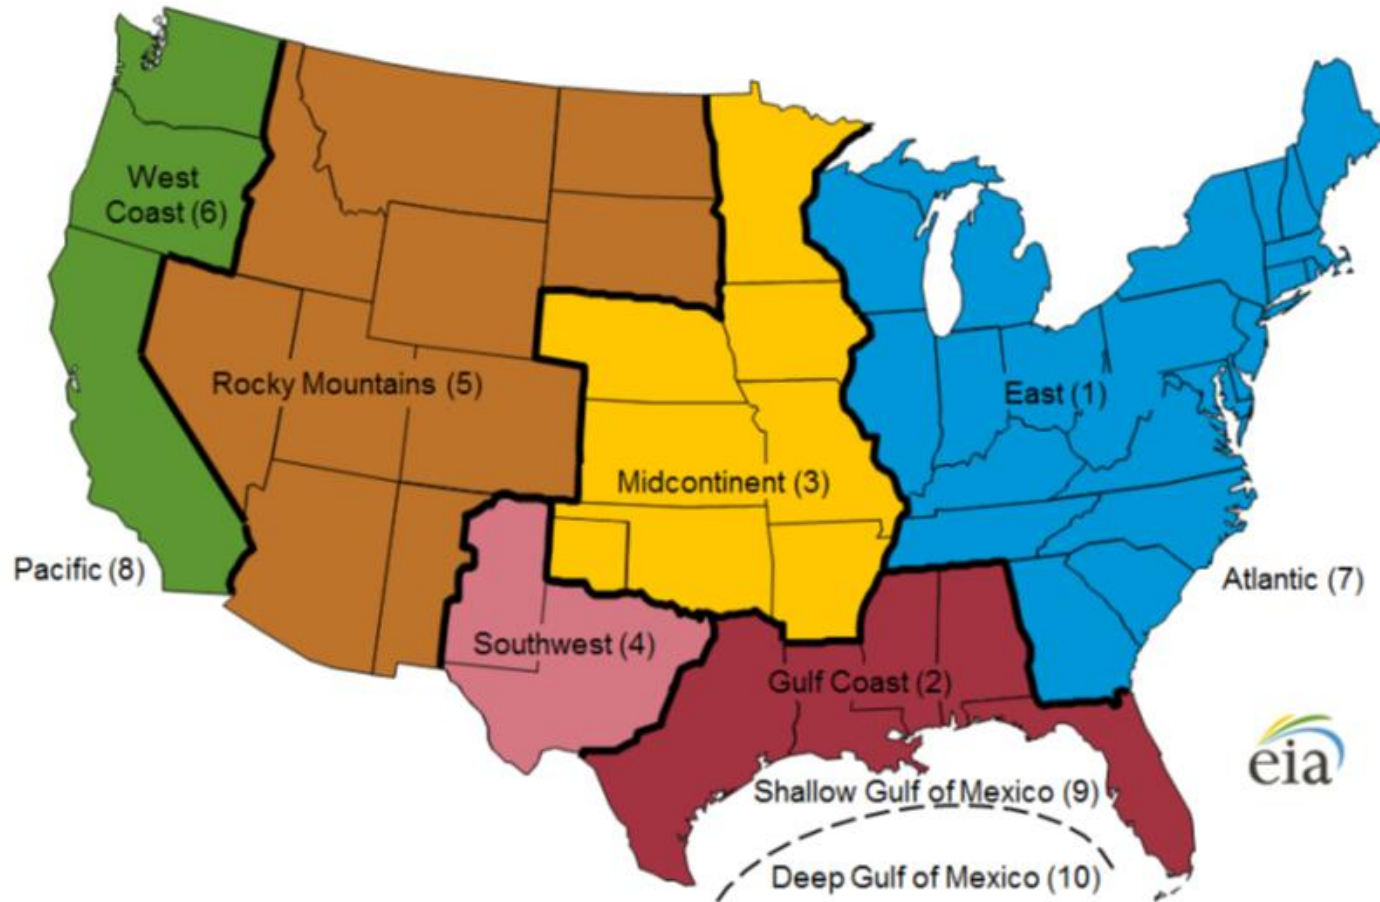 West
Coast (6)
Rocky Mountains (5)
East (1)
Midcontinent (3)
Pacific (8)
Atlantic (7)
Southwest (4)
Gulf Coast (2)
eia
Shallow Gulf of Mexico (9)
Deep Gulf of Mexico (10)